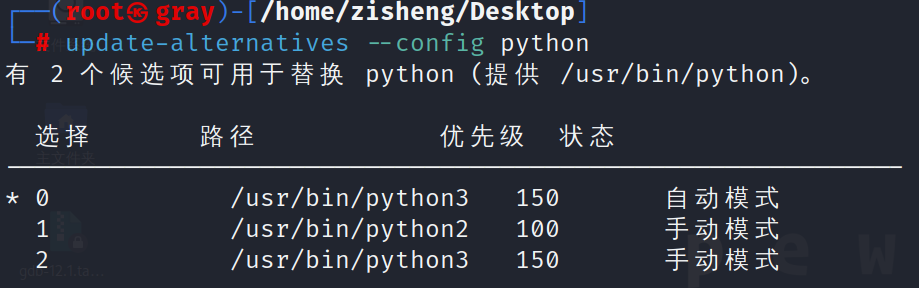 (root㉿gray)-[/home/zisheng/Desktop]
# update-alternatives --config python
有 2 个候选项可用于替换 python (提供 /usr/bin/python)。
选择 路径 优先级 状态
* 0 /usr/bin/python3 150 自动模式
1 /usr/bin/python2 100 手动模式
2 /usr/bin/python3 150 手动模式